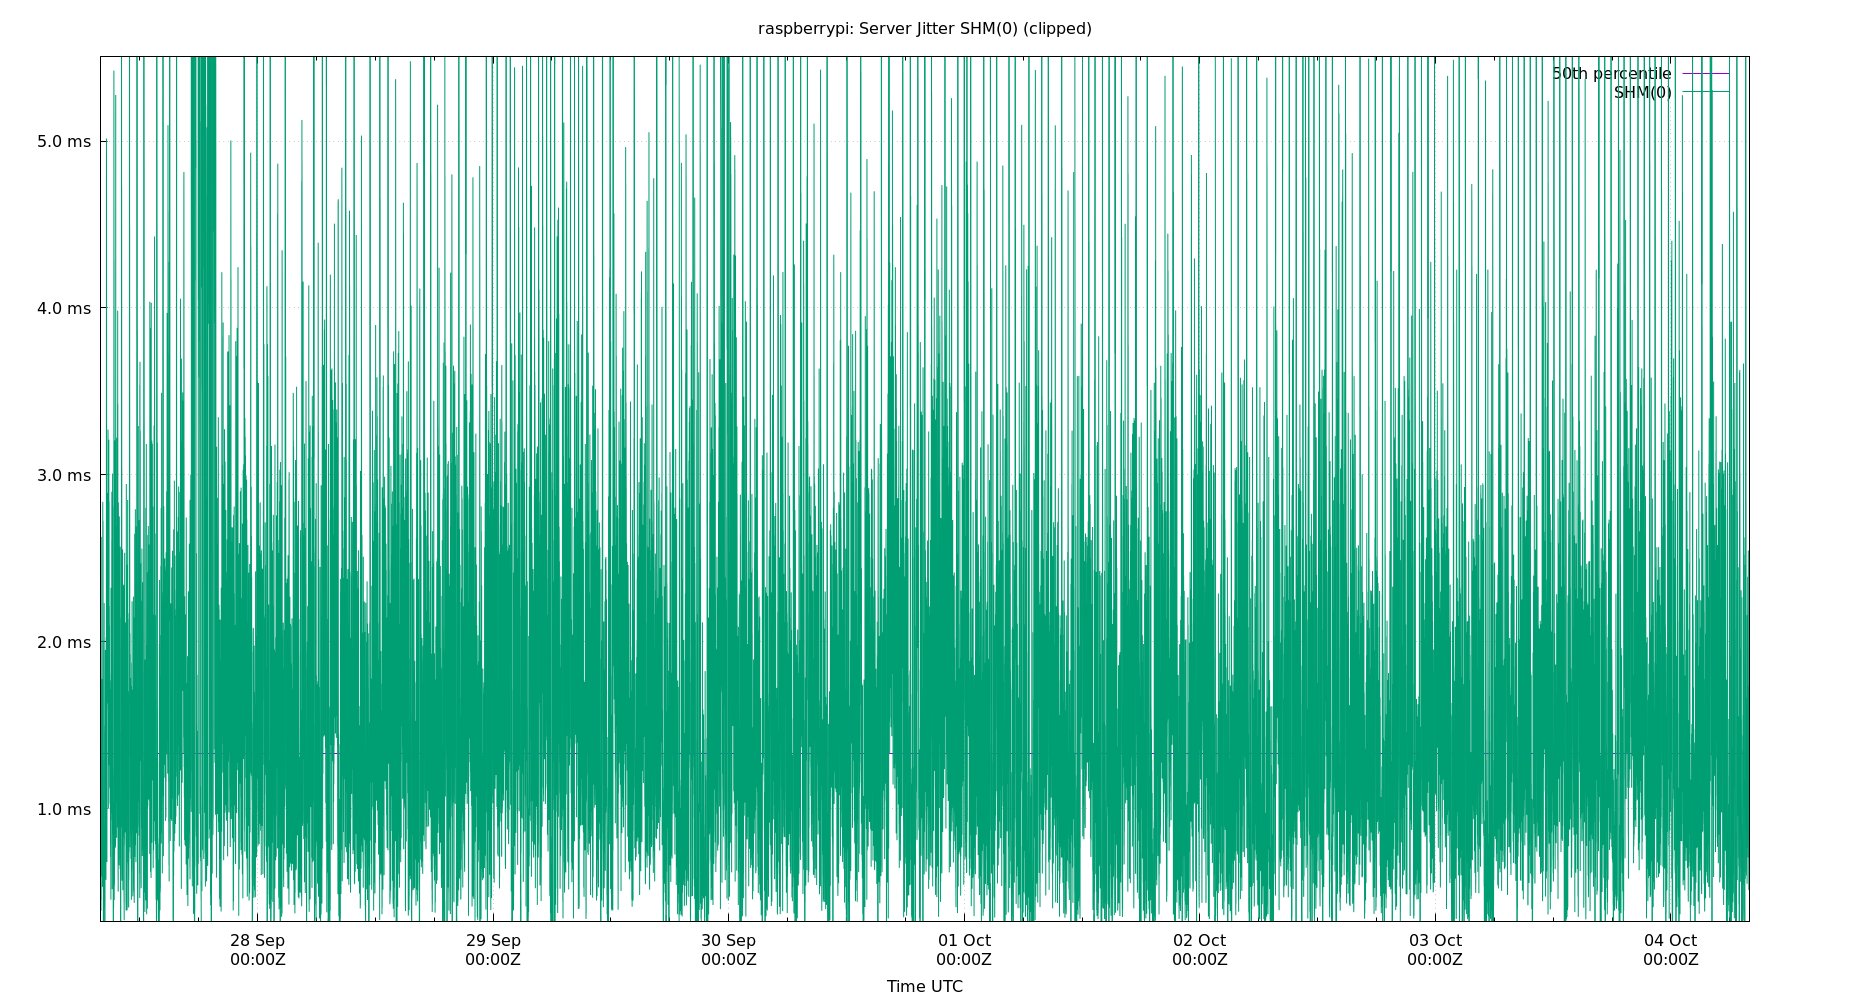 raspberrypi: Server Jitter SHM(0) (clipped)
50th percentile
SHM(0)
5.0 ms
4.0 ms
3.0 ms
2.0 ms
1.0 ms
28 Sep 29 Sep 30 Sep 01 Oct 02 Oct 03 Oct 04 Oct
00:00Z 00:00Z 00:00Z 00:00Z 00:00Z 00:00Z 00:00Z
Time UTC